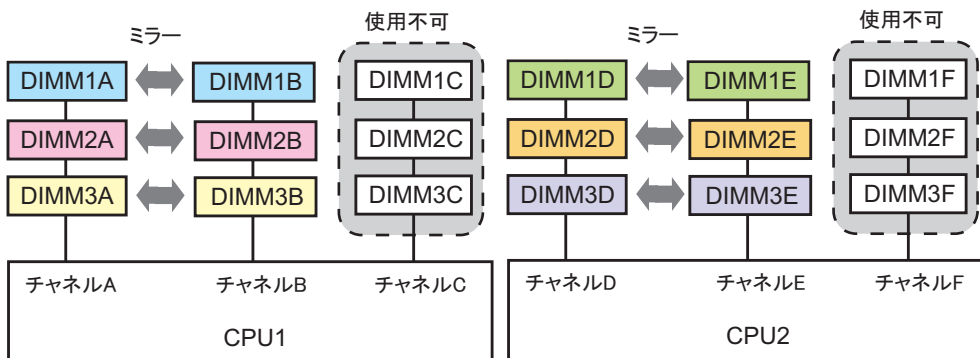 使用不可
使用不可
ミラー
ミラー
DIMM1A DIMM1B DIMM1C DIMM1D DIMM1E DIMM1F
DIMM2A DIMM2B DIMM2C DIMM2D DIMM2E DIMM2F
DIMM3A DIMM3B DIMM3C DIMM3D DIMM3E DIMM3F
チャネルA チャネルB チャネルC チャネルD チャネルE チャネルF
CPU1 CPU2